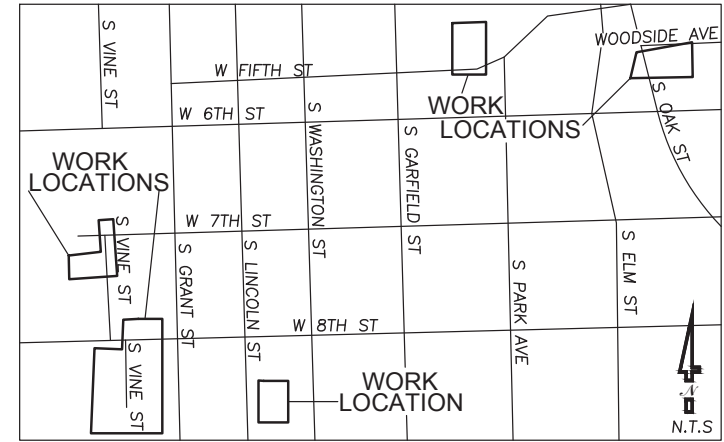 S VINE ST
W FIFTH ST
WOODSIDE AVE
WORK
LOCATIONS
W 6TH ST
S WASHINGTON ST
S GARFIELD ST
S OAK ST
WORK
LOCATIONS
S VINE ST
W 7TH ST
S GRANT ST
S LINCOLN ST
S PARK AVE
S ELM ST
W 8TH ST
S VINE ST
WORK
LOCATION
N
N.T.S